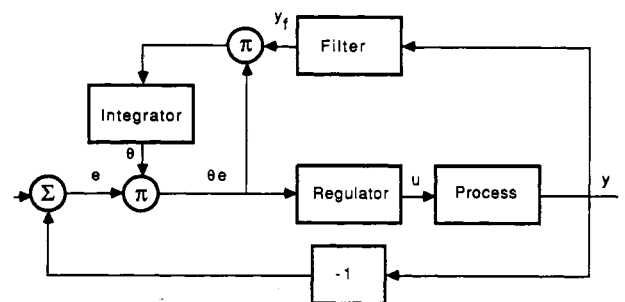 y_f
π
Filter
Integrator
θ
Σ
e
π
θe
Regulator
u
Process
y
-1